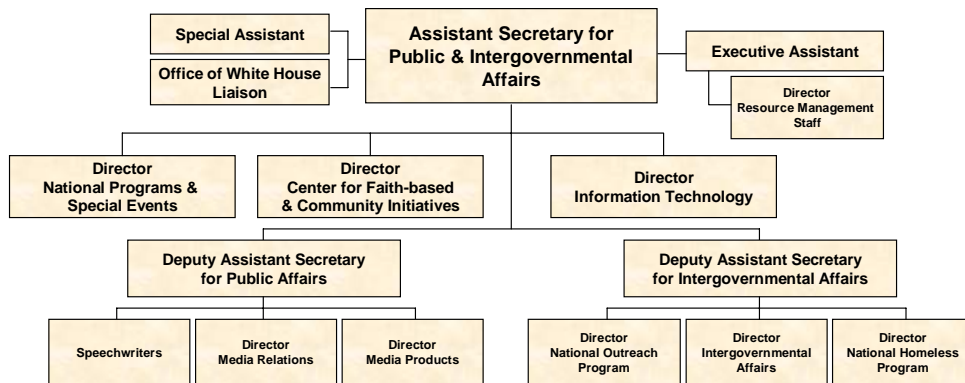 Special Assistant
Office of White House
Liaison
Assistant Secretary for
Public & Intergovernmental
Affairs
Executive Assistant
Director
Resource Management
Staff
Director
National Programs &
Special Events
Director
Center for Faith-based
& Community Initiatives
Director
Information Technology
Deputy Assistant Secretary
for Public Affairs
Deputy Assistant Secretary
for Intergovernmental Affairs
Speechwriters
Director
Media Relations
Director
Media Products
Director
National Outreach
Program
Director
Intergovernmental
Affairs
Director
National Homeless
Program